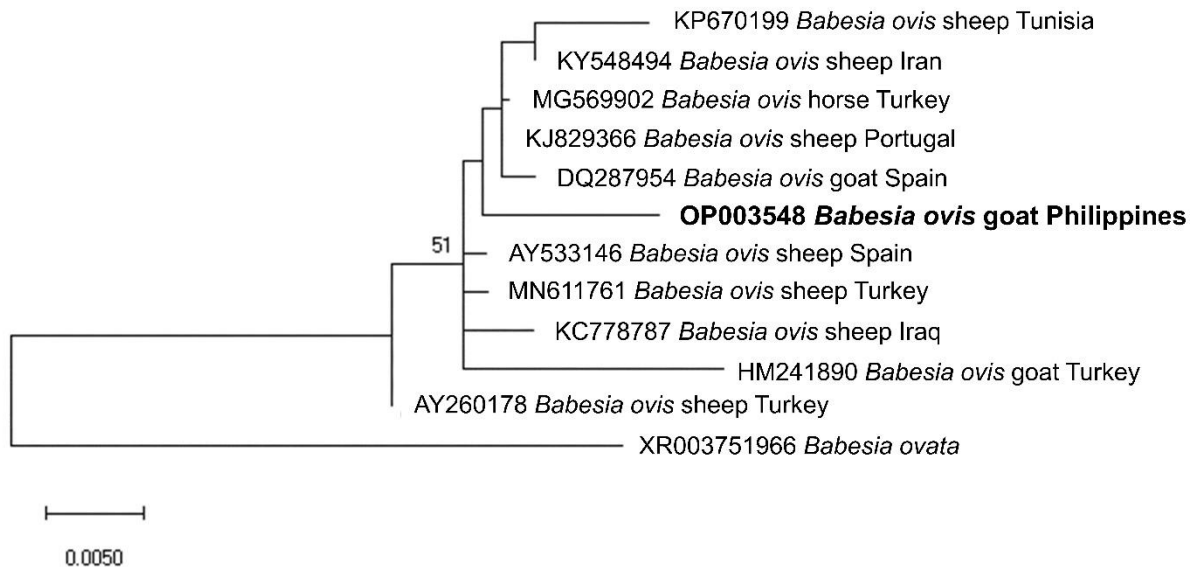 KP670199 Babesia ovis sheep Tunisia
KY548494 Babesia ovis sheep Iran
MG569902 Babesia ovis horse Turkey
KJ829366 Babesia ovis sheep Portugal
DQ287954 Babesia ovis goat Spain
OP003548 Babesia ovis goat Philippines
51
AY533146 Babesia ovis sheep Spain
MN611761 Babesia ovis sheep Turkey
KC778787 Babesia ovis sheep Iraq
HM241890 Babesia ovis goat Turkey
AY260178 Babesia ovis sheep Turkey
XR003751966 Babesia ovata
0.0050